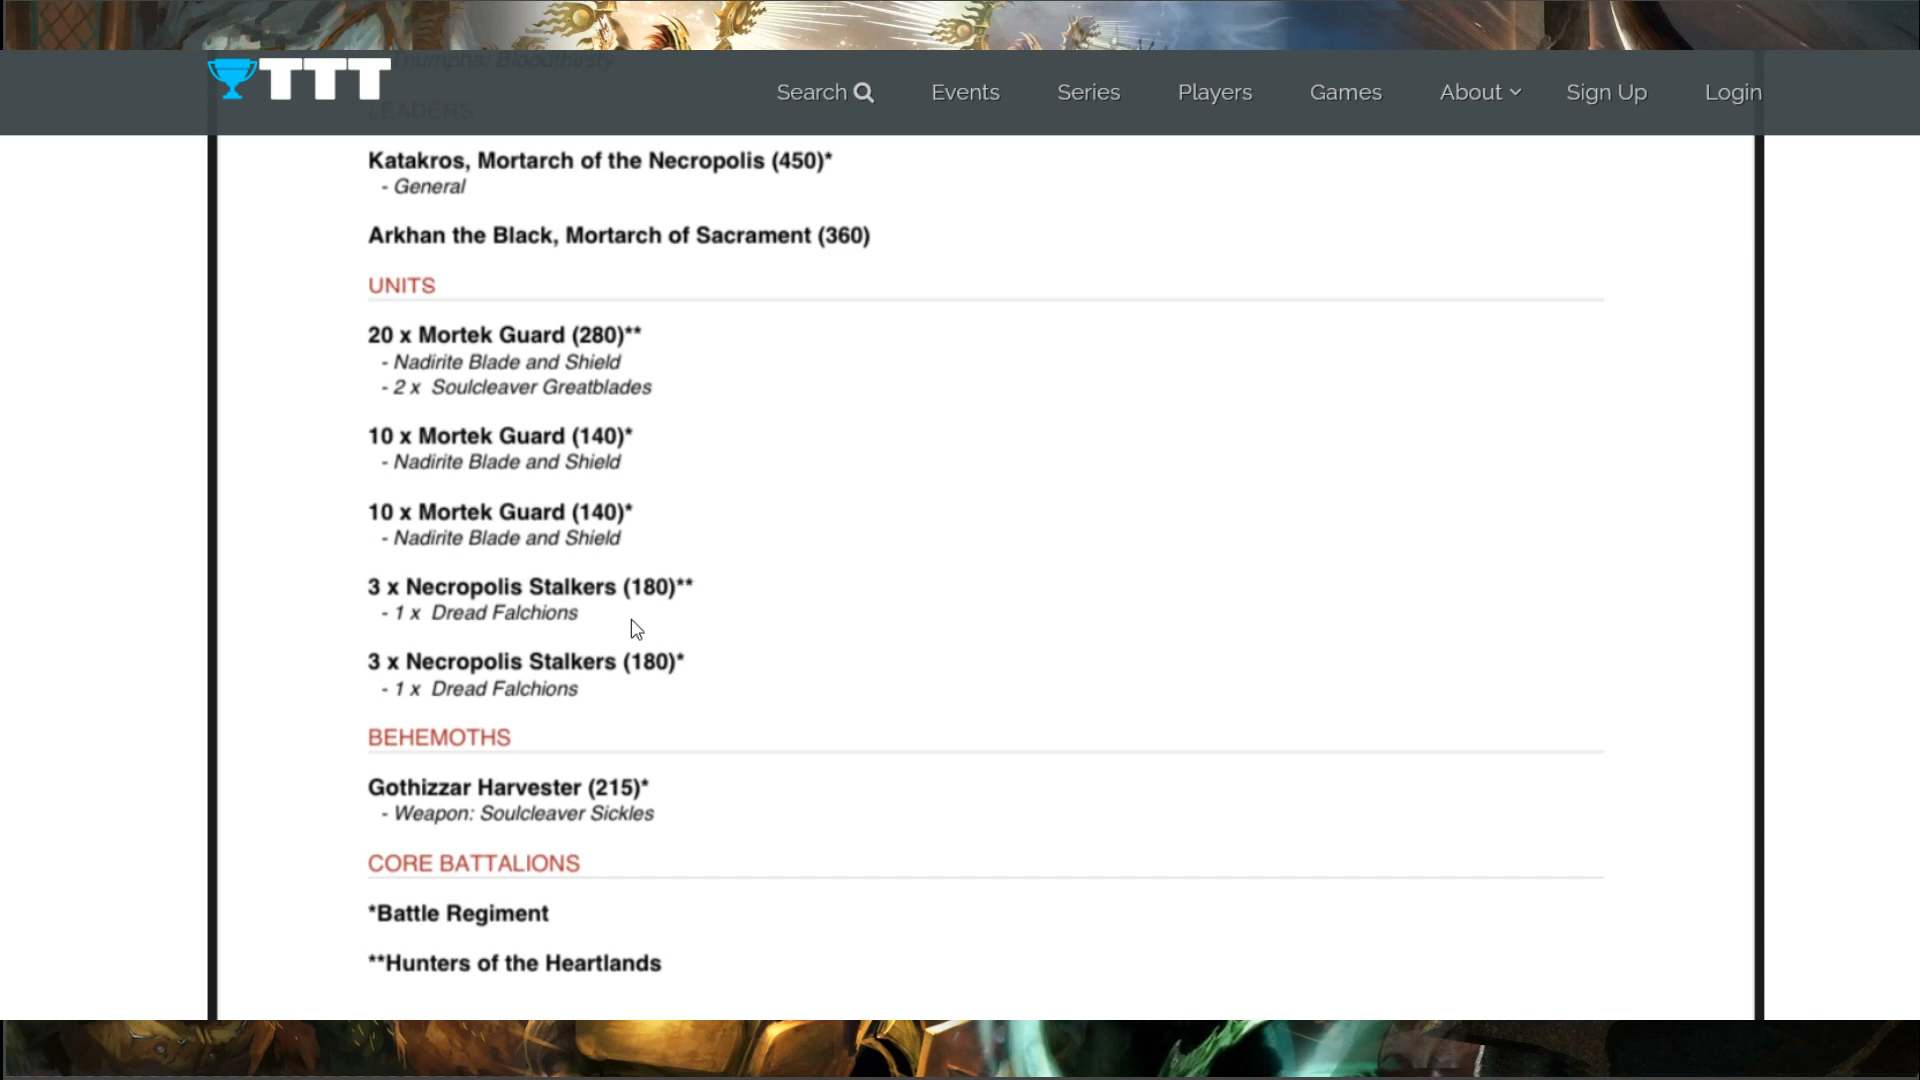 Triumphs: Bloodthirsty
TTT
Search
Events
Series
Players
Games
About
Sign Up
Login
LEADERS
Katakros, Mortarch of the Necropolis (450)*
- General
Arkhan the Black, Mortarch of Sacrament (360)
UNITS
20 x Mortek Guard (280)**
- Nadirite Blade and Shield
- 2 x Soulcleaver Greatblades
10 x Mortek Guard (140)*
- Nadirite Blade and Shield
10 x Mortek Guard (140)*
- Nadirite Blade and Shield
3 x Necropolis Stalkers (180)**
- 1 x Dread Falchions
3 x Necropolis Stalkers (180)*
- 1 x Dread Falchions
BEHEMOTHS
Gothizzar Harvester (215)*
- Weapon: Soulcleaver Sickles
CORE BATTALIONS
*Battle Regiment
**Hunters of the Heartlands